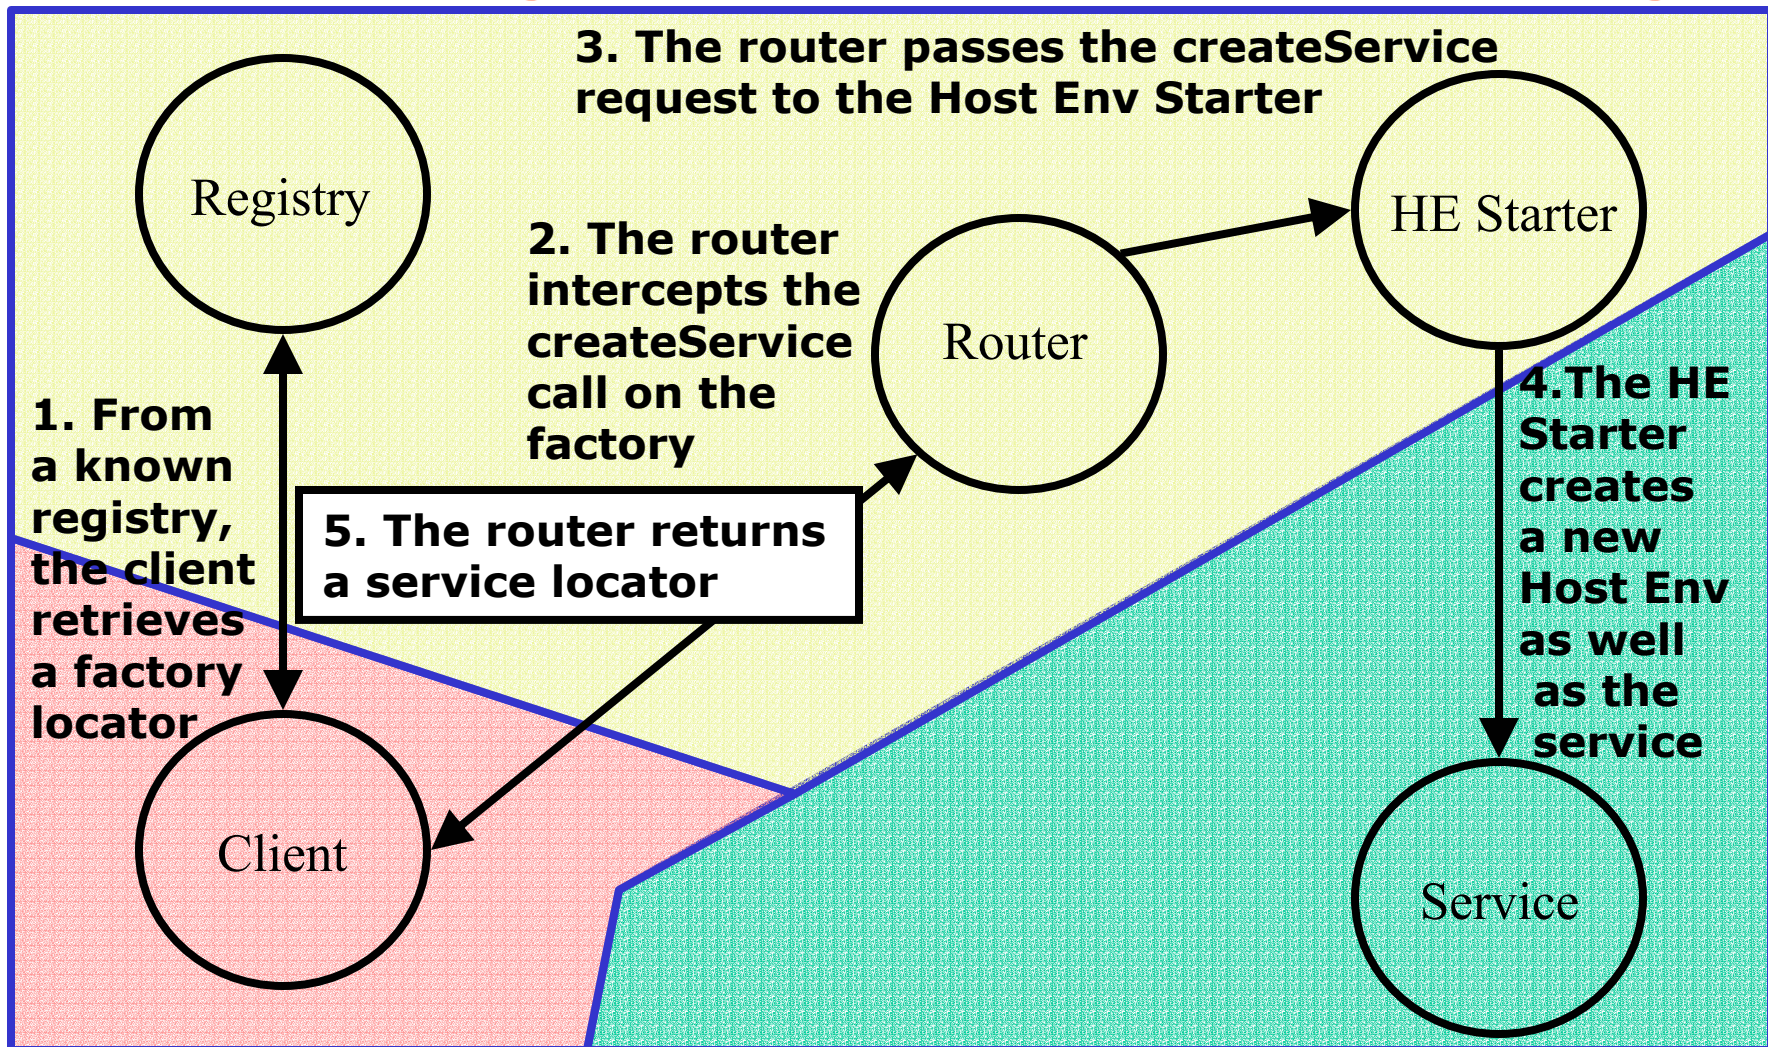 3. The router passes the createService
request to the Host Env Starter
Registry
HE Starter
2. The router
intercepts the
createService
call on the
factory
Router
1. From
a known
registry,
the client
retrieves
a factory
locator
4.The HE
Starter
creates
a new
Host Env
as well
as the
service
5. The router returns
a service locator
Client
Service